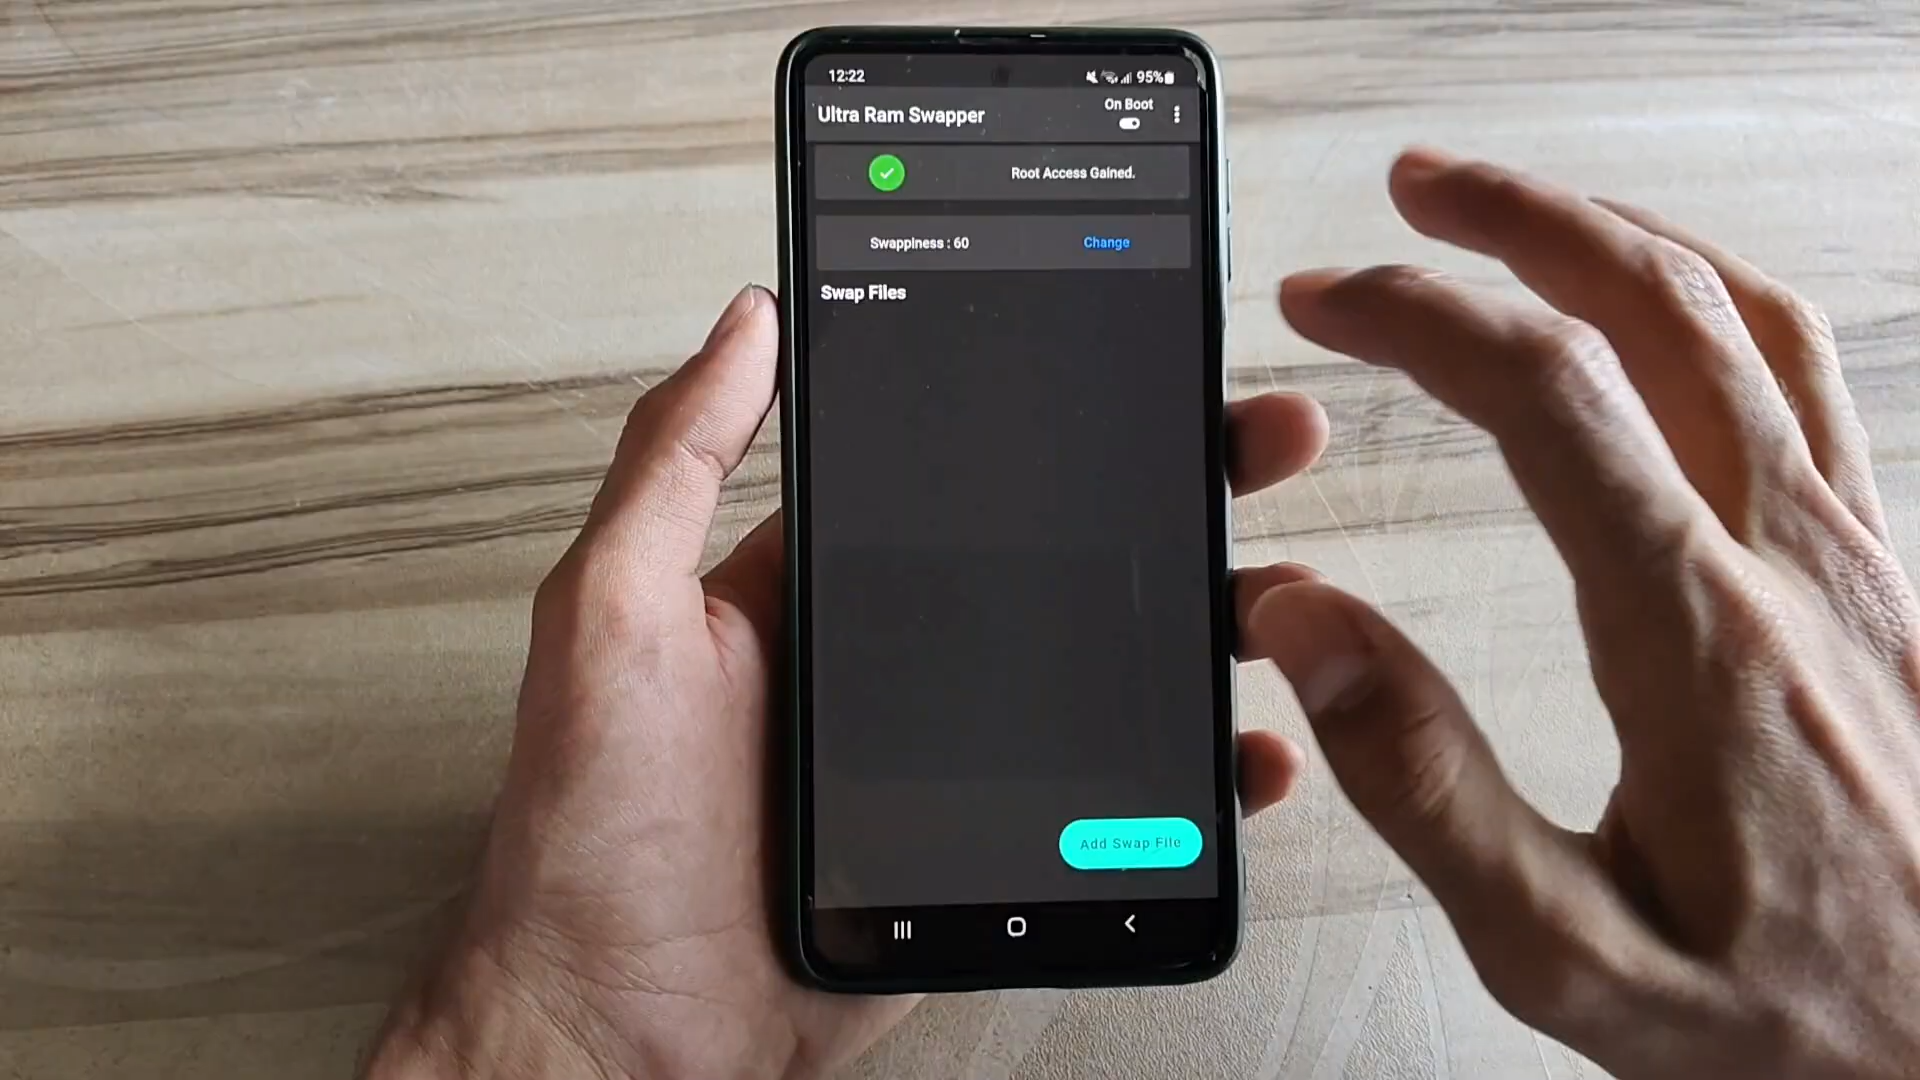 12:22
95%
Ultra Ram Swapper
On Boot
Root Access Gained.
Swappiness : 60
Change
Swap Files
Add Swap File